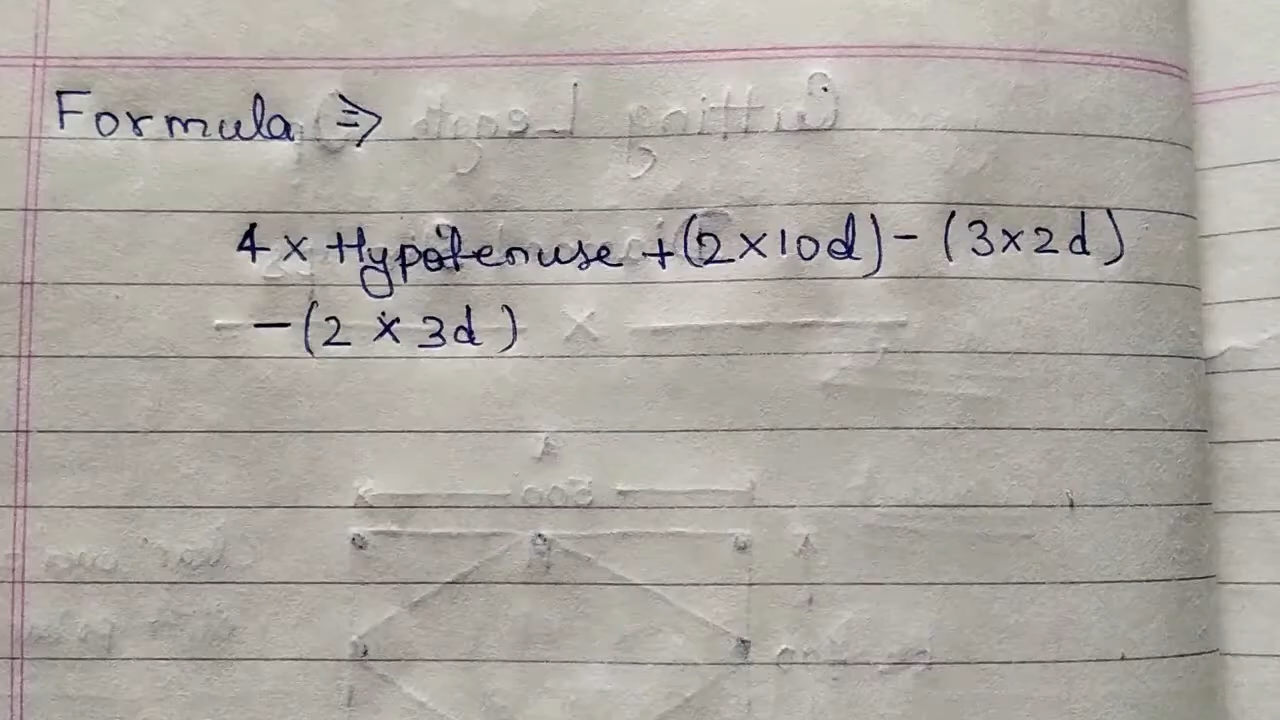 Formula ⇒
4 x Hypotenuse + (2 x 10d) - (3 x 2d)
- (2 x 3d)